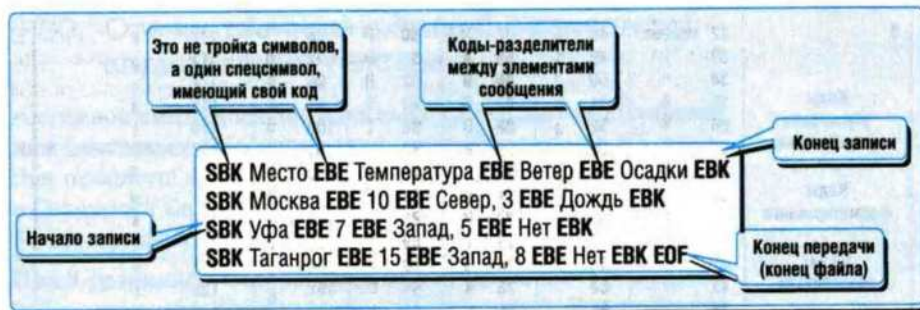 Это не тройка символов,
а один спецсимвол,
имеющий свой код
Коды-разделители
между элементами
сообщения
Конец записи
SBK Место EBE Температура EBE Ветер EBE Осадки EBK
SBK Москва EBE 10 EBE Север, 3 EBE Дождь EBK
SBK Уфа EBE 7 EBE Запад, 5 EBE Нет EBK
SBK Таганрог EBE 15 EBE Запад, 8 EBE Нет EBK EOF
Начало записи
Конец передачи
(конец файла)